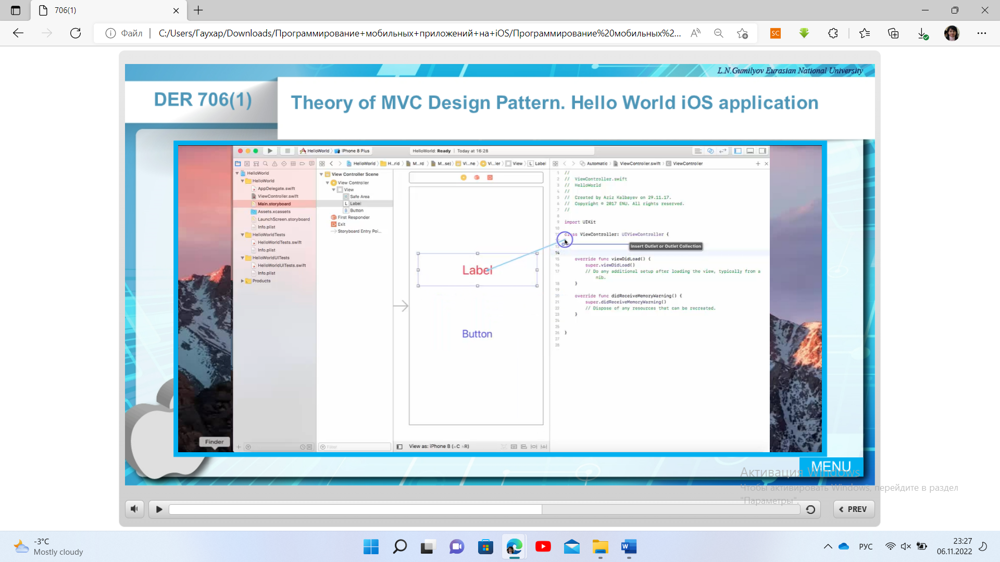 706(1)
Файл
C:/Users/Гаухар/Downloads/Программирование+мобильных+приложений+на+iOS/Программирование%20мобильных%2...
SC
L.N.Gumilyov Eurasian National University
DER 706(1)
Theory of MVC Design Pattern. Hello World iOS application
HelloWorld
iPhone 8 Plus
HelloWorld: Ready | Today at 16:28
HelloWorld
H...rid
M...rd
M...se)
Vi...ne
Vi...ler
View
L Label
Automatic
ViewController.swift
ViewController
HelloWorld
HelloWorld
AppDelegate.swift
ViewController.swift
Main.storyboard
Assets.xcassets
LaunchScreen.storyboard
Info.plist
HelloWorldTests
HelloWorldTests.swift
Info.plist
HelloWorldUITests
HelloWorldUITests.swift
Info.plist
Products
View Controller Scene
View Controller
View
Safe Area
L Label
B Button
First Responder
Exit
Storyboard Entry Poi...
Label
Button
1 //
2 // ViewController.swift
3 // HelloWorld
4 //
5 // Created by Aziz Kalbayev on 29.11.17.
6 // Copyright © 2017 ENU. All rights reserved.
7 //
8
9 import UIKit
10
ViewController: UIViewController {
Insert Outlet or Outlet Collection
14
15 override func viewDidLoad() {
16 super.viewDidLoad()
17 // Do any additional setup after loading the view, typically from a
nib.
18 }
19
20 override func didReceiveMemoryWarning() {
21 super.didReceiveMemoryWarning()
22 // Dispose of any resources that can be recreated.
23 }
24
25
26 }
27
28
Finder
Filter
View as: iPhone 8
MENU
Активация Windows
Чтобы активировать Windows, перейдите в раздел
"Параметры".
PREV
-3°C
Mostly cloudy
РУС
23:27
06.11.2022